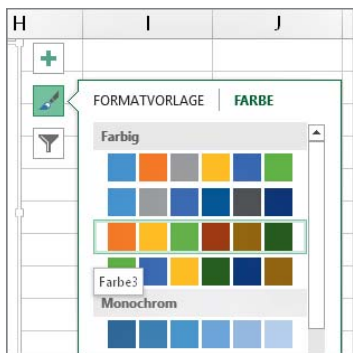 H I J
FORMATVORLAGE FARBE
Farbig
Farbe3
Monochrom